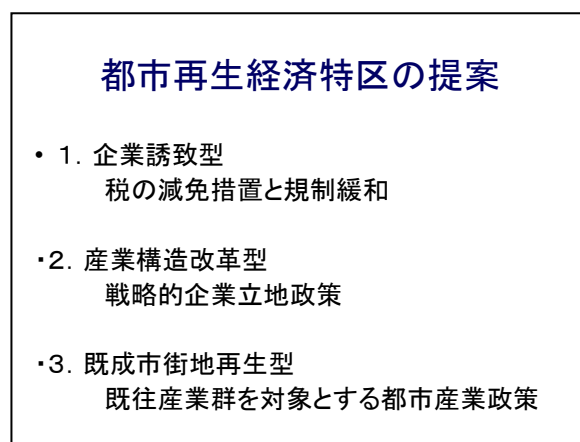 都市再生経済特区の提案
• １．企業誘致型
税の減免措置と規制緩和
・２．産業構造改革型
戦略的企業立地政策
・３．既成市街地再生型
既往産業群を対象とする都市産業政策